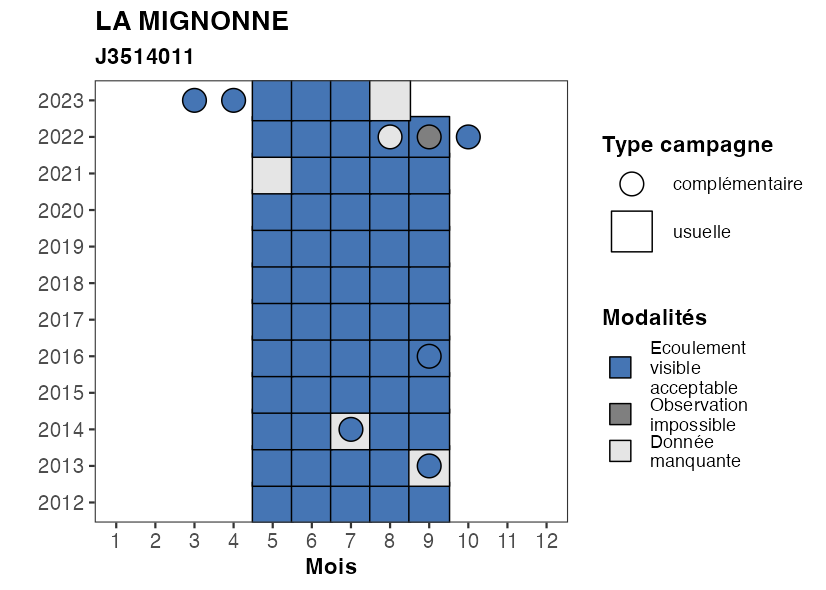 LA MIGNONNE
J3514011
2023
2022
2021
2020
2019
2018
2017
2016
2015
2014
2013
2012
1 2 3 4 5 6 7 8 9 10 11 12
Mois
Type campagne
complémentaire
usuelle
Modalités
Ecoulement
visible
acceptable
Observation
impossible
Donnée
manquante